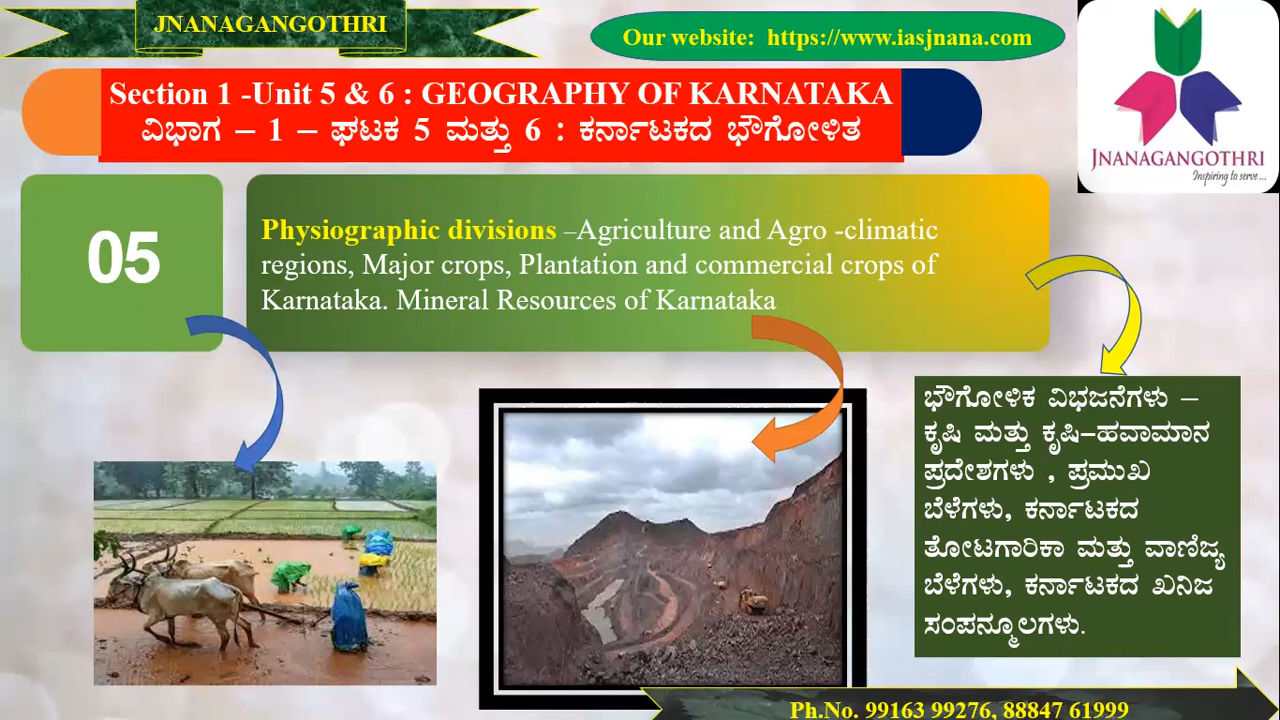 JNANAGANGOTHRI
Our website:  https://www.iasjnana.com
Section 1 -Unit 5 & 6 : GEOGRAPHY OF KARNATAKA
ವಿಭಾಗ – 1 – ಘಟಕ 5 ಮತ್ತು 6 : ಕರ್ನಾಟಕದ ಭೌಗೋಳಿತ
JNANAGANGOTHRI
Inspiring to serve ...
05
Physiographic divisions –Agriculture and Agro -climatic
regions, Major crops, Plantation and commercial crops of
Karnataka. Mineral Resources of Karnataka
ಭೌಗೋಳಿಕ ವಿಭಜನೆಗಳು –
ಕೃಷಿ ಮತ್ತು ಕೃಷಿ-ಹವಾಮಾನ
ಪ್ರದೇಶಗಳು , ಪ್ರಮುಖ
ಬೆಳೆಗಳು, ಕರ್ನಾಟಕದ
ತೋಟಗಾರಿಕಾ ಮತ್ತು ವಾಣಿಜ್ಯ
ಬೆಳೆಗಳು, ಕರ್ನಾಟಕದ ಖನಿಜ
ಸಂಪನ್ಮೂಲಗಳು.
Ph.No. 99163 99276, 88847 61999